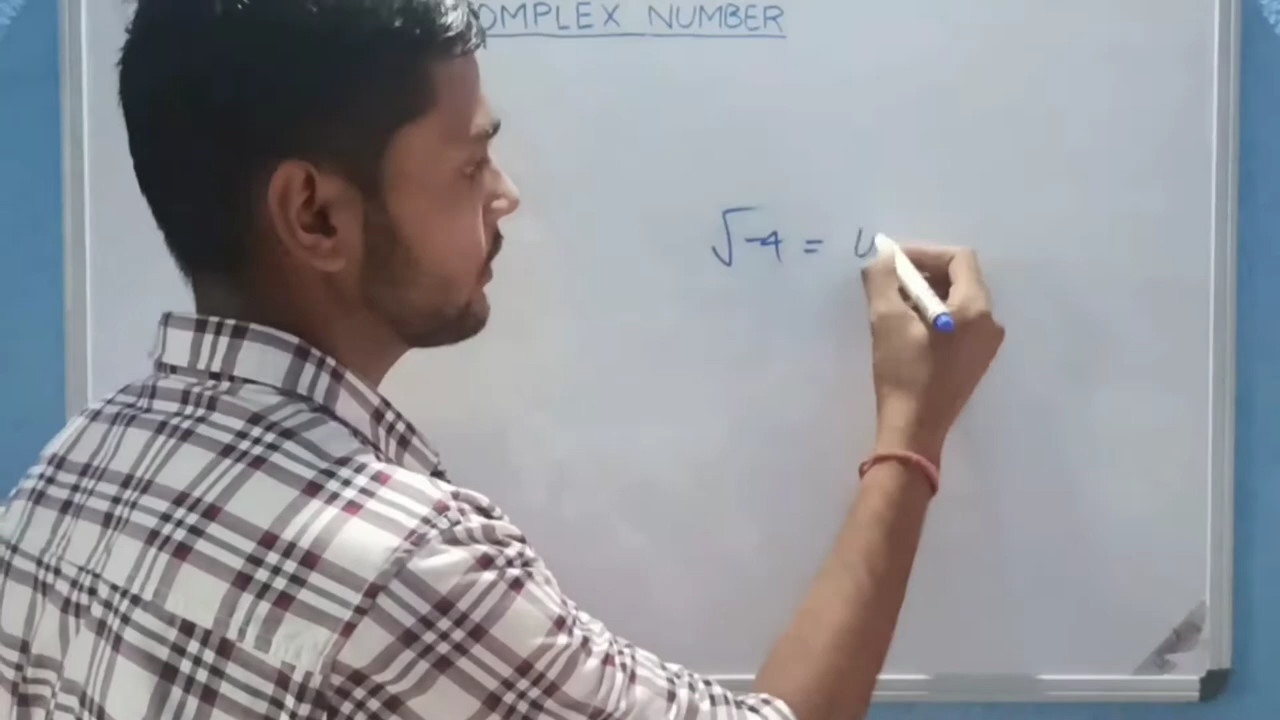 OMPLEX NUMBER
√-4 = u